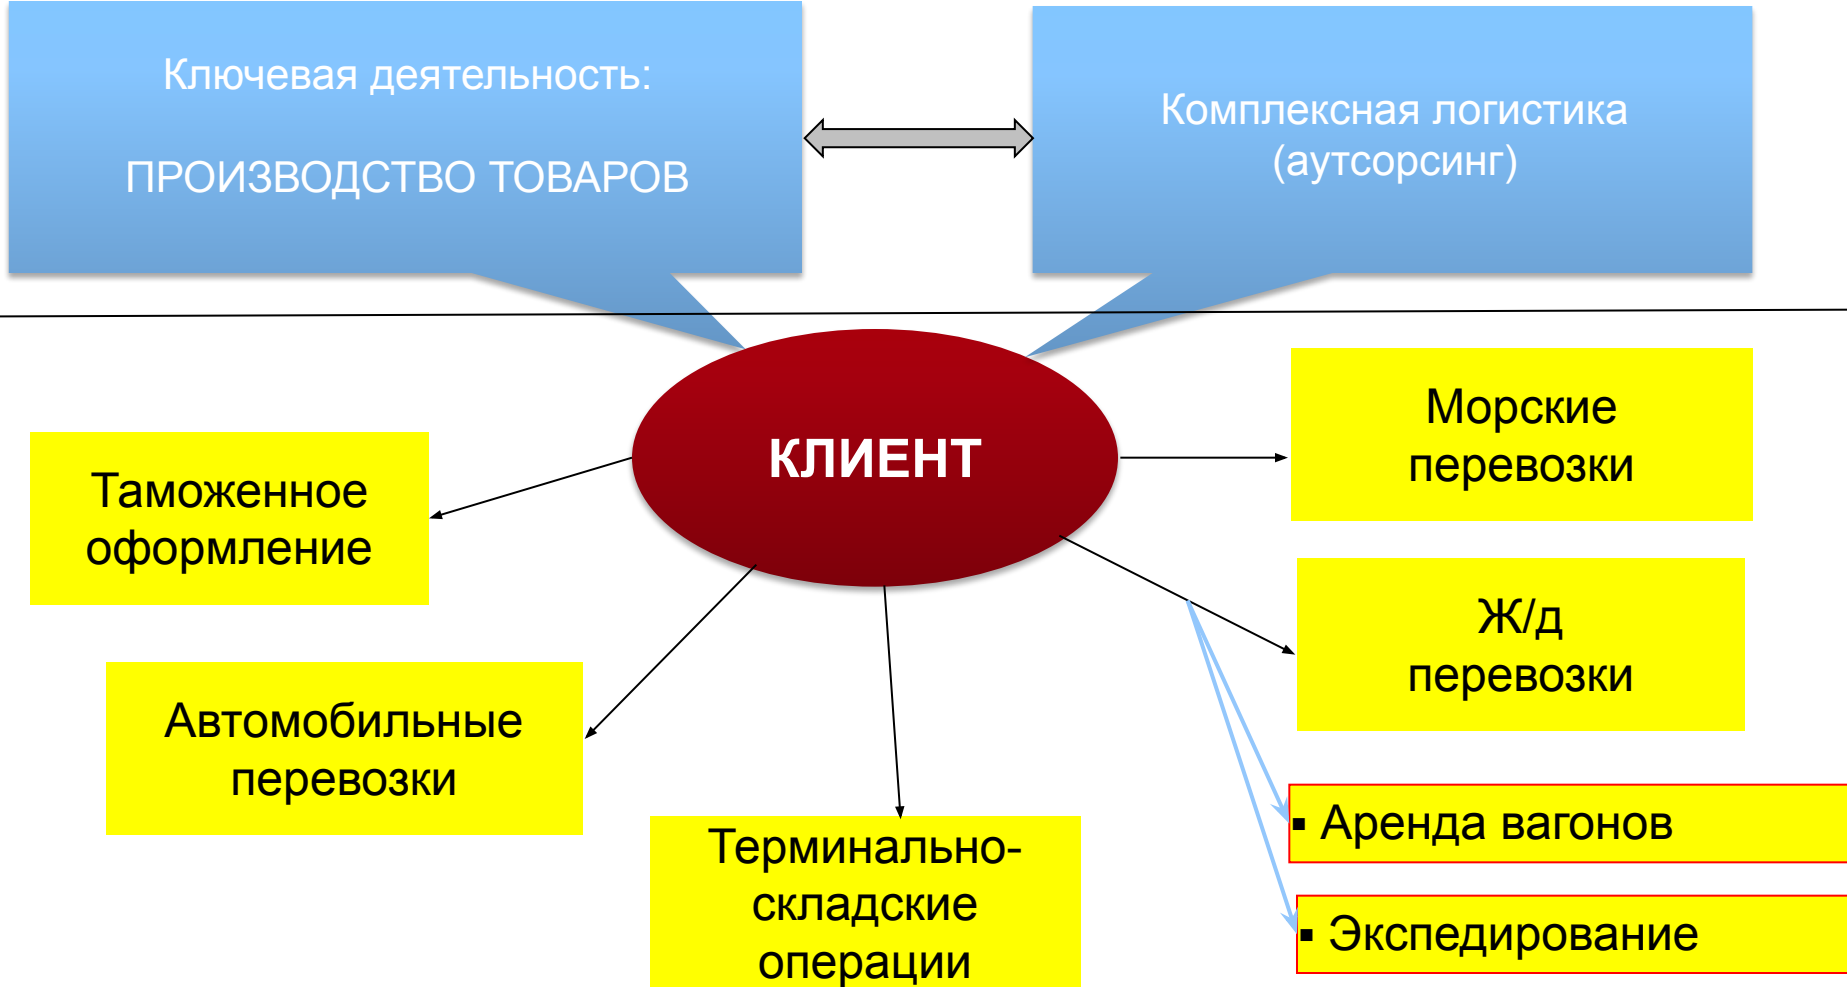 Ключевая деятельность:
ПРОИЗВОДСТВО ТОВАРОВ
Комплексная логистика
(аутсорсинг)
КЛИЕНТ
Морские
перевозки
Таможенное
оформление
Ж/д
перевозки
Автомобильные
перевозки
Терминально-
складские
операции
▪ Аренда вагонов
▪ Экспедирование